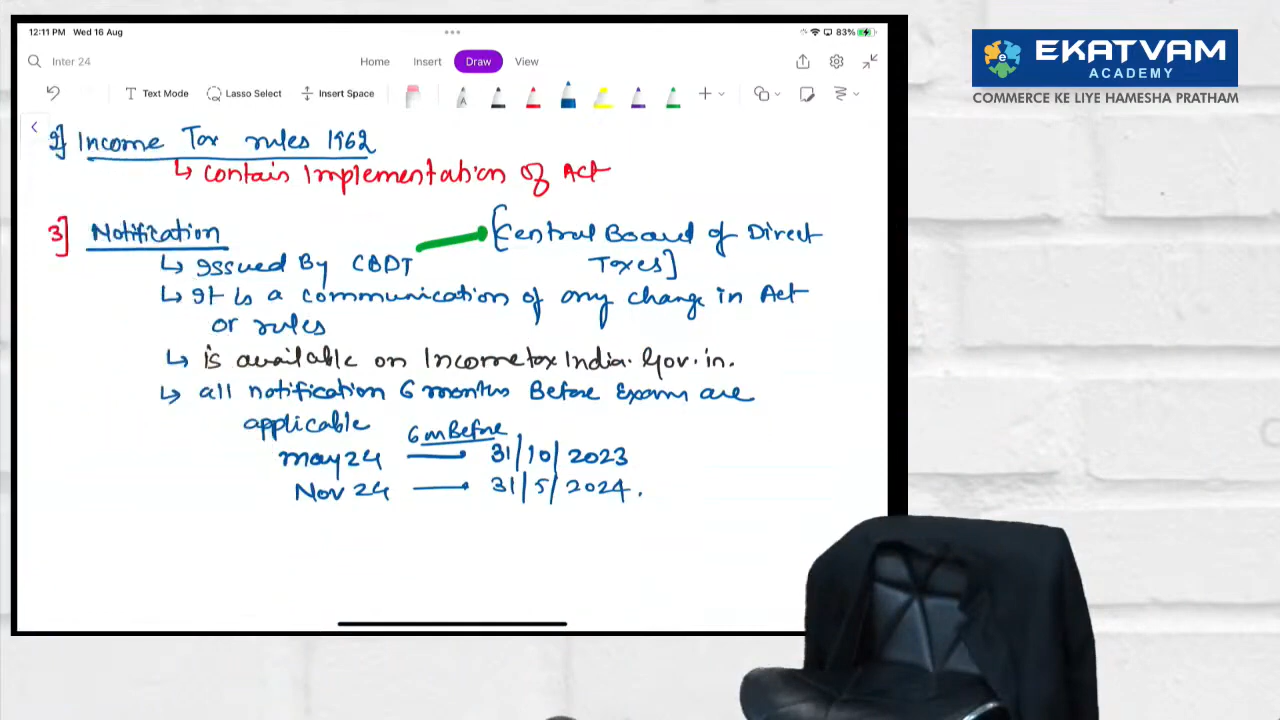 12:11 PM Wed 16 Aug
83%
EKATVAM
ACADEMY
COMMERCE KE LIYE HAMESHA PRATHAM
Inter 24
Home Insert Draw View
Text Mode Lasso Select Insert Space
2] Income Tax rules 1962
↳ contain Implementation of Act
3] Notification
↳ Issued By CBDT
[Central Board of Direct
Taxes]
↳ It is a communication of any change in Act
or rules
↳ is available on Incometax India. Gov. in.
↳ all notification 6 months Before Exam are
applicable
6 m Before
may 24 → 31/10/2023
Nov 24 → 31/5/2024.